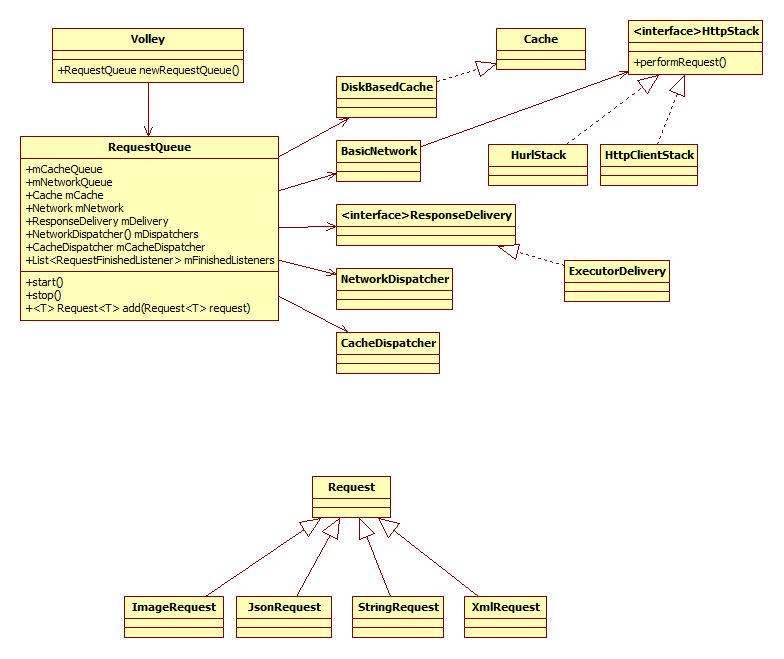 Volley
+RequestQueue newRequestQueue()
Cache
<interface>HttpStack
+performRequest()
DiskBasedCache
BasicNetwork
HurlStack
HttpClientStack
RequestQueue
+mCacheQueue
+mNetworkQueue
+Cache mCache
+Network mNetwork
+ResponseDelivery mDelivery
+NetworkDispatcher() mDispatchers
+CacheDispatcher mCacheDispatcher
+List<RequestFinishedListener> mFinishedListeners
+start()
+stop()
+<T> Request<T> add(Request<T> request)
<interface>ResponseDelivery
ExecutorDelivery
NetworkDispatcher
CacheDispatcher
Request
ImageRequest
JsonRequest
StringRequest
XmlRequest